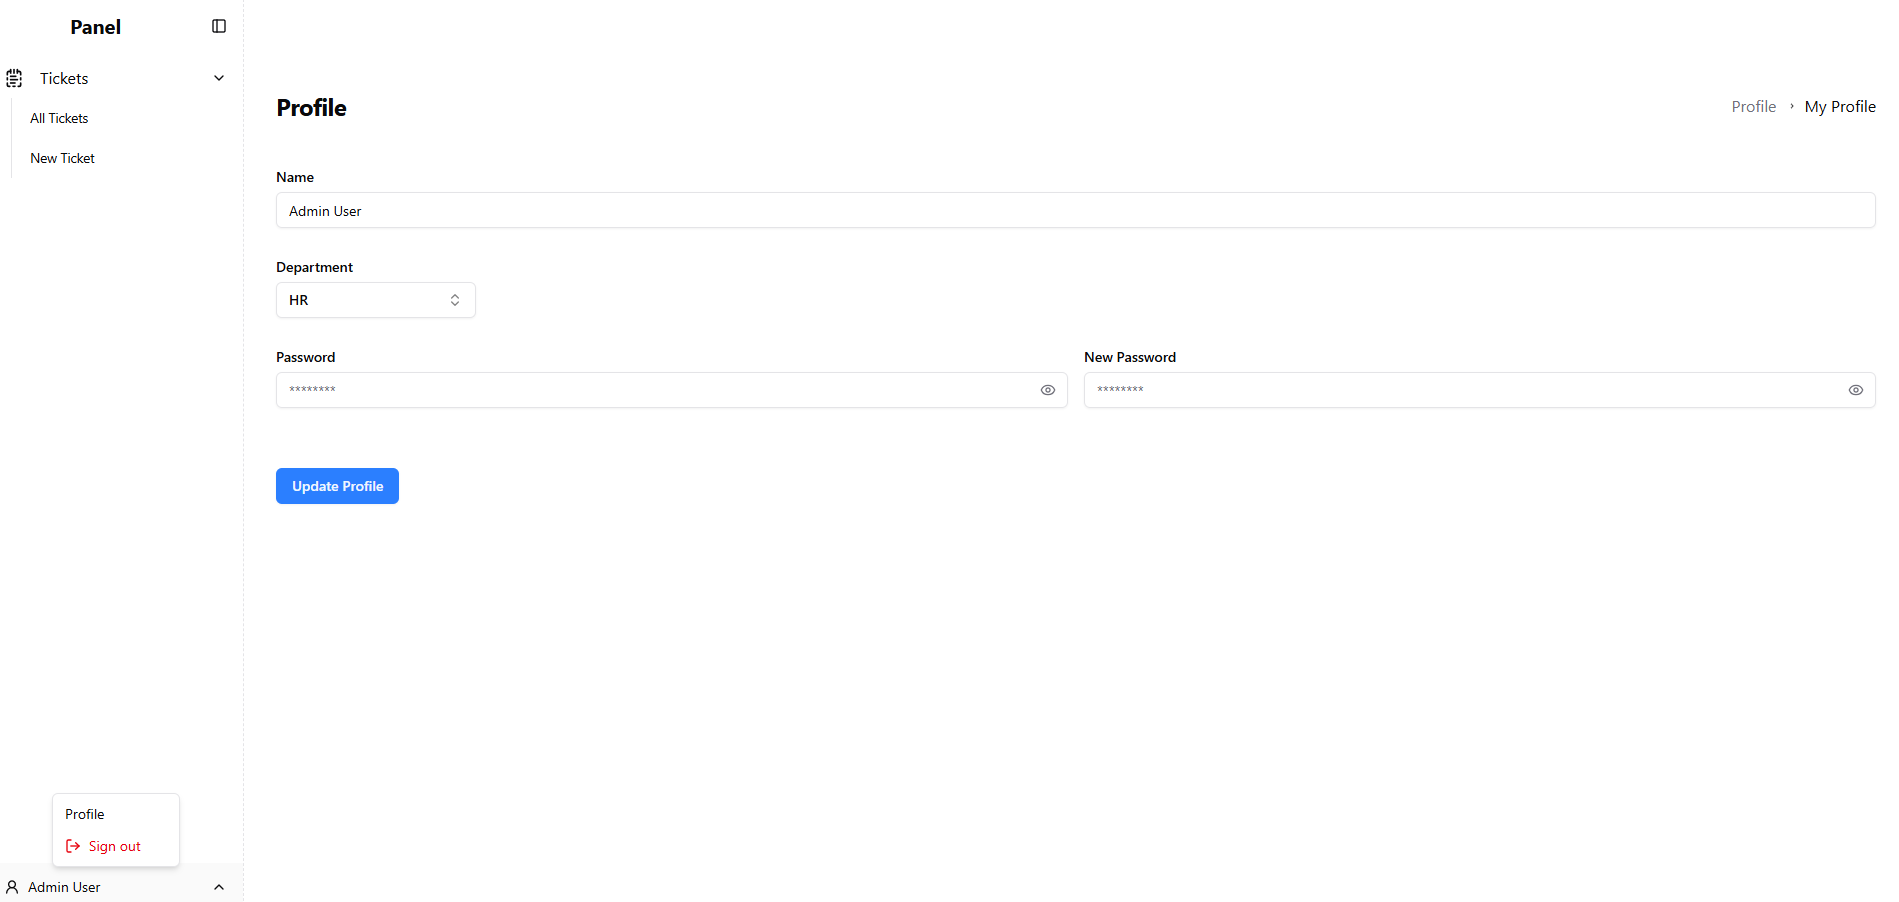 Panel
Tickets
All Tickets
New Ticket
Profile
Profile › My Profile
Name
Admin User
Department
HR
Password
New Password
********
********
Update Profile
Profile
Sign out
Admin User